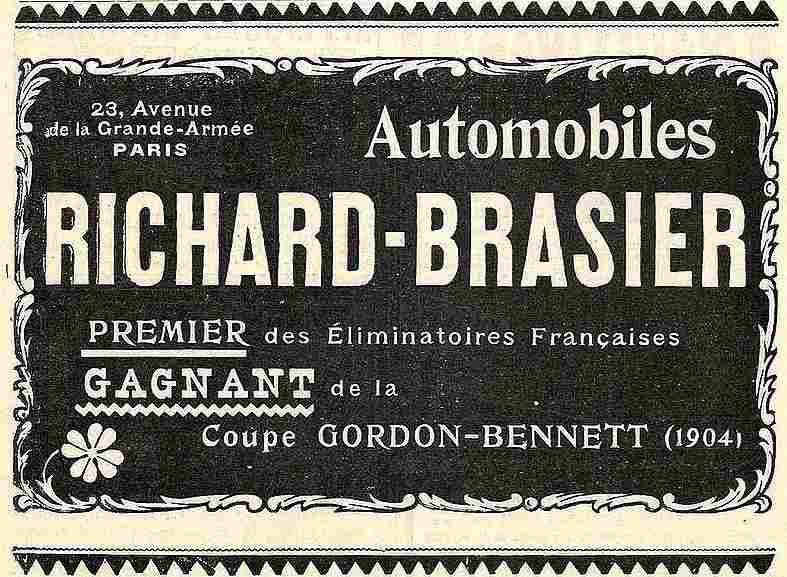 23, Avenue
de la Grande-Armée
PARIS
Automobiles
RICHARD-BRASIER
PREMIER des Éliminatoires Françaises
GAGNANT de la
Coupe GORDON-BENNETT (1904)